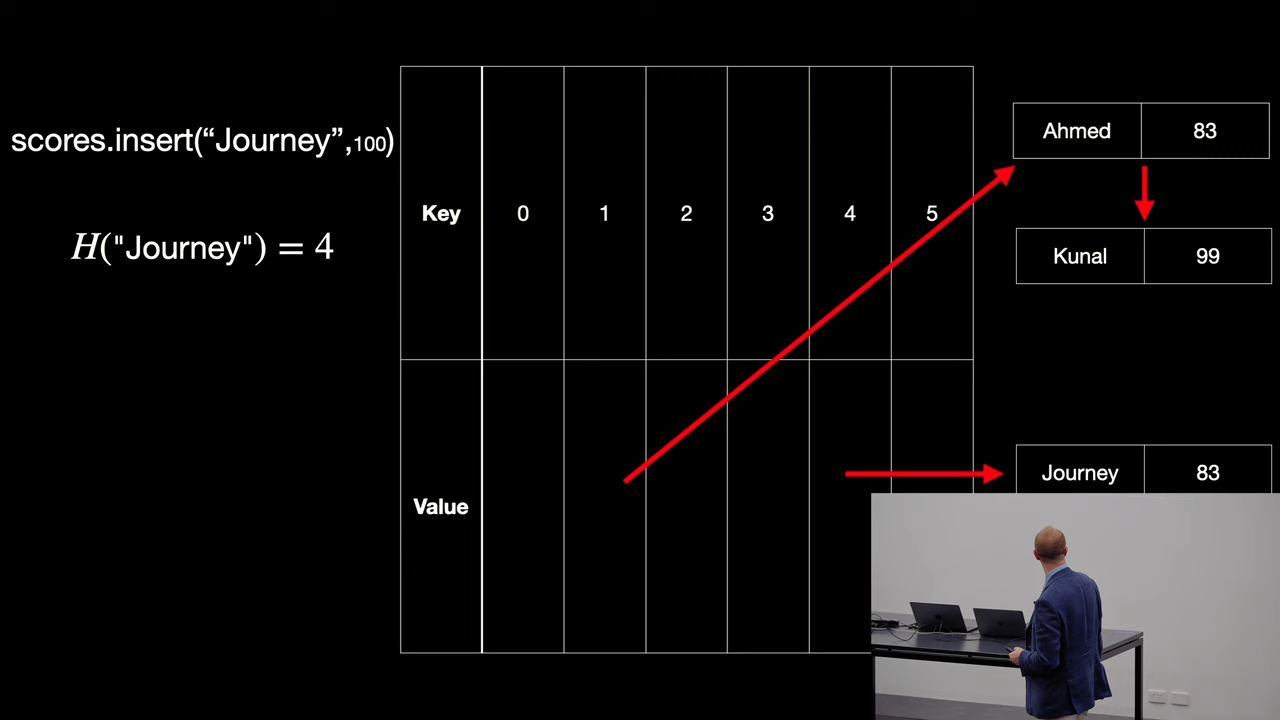 scores.insert(“Journey”,100)
H("Journey") = 4
Key 0 1 2 3 4 5
Value
Ahmed 83
Kunal 99
Journey 83